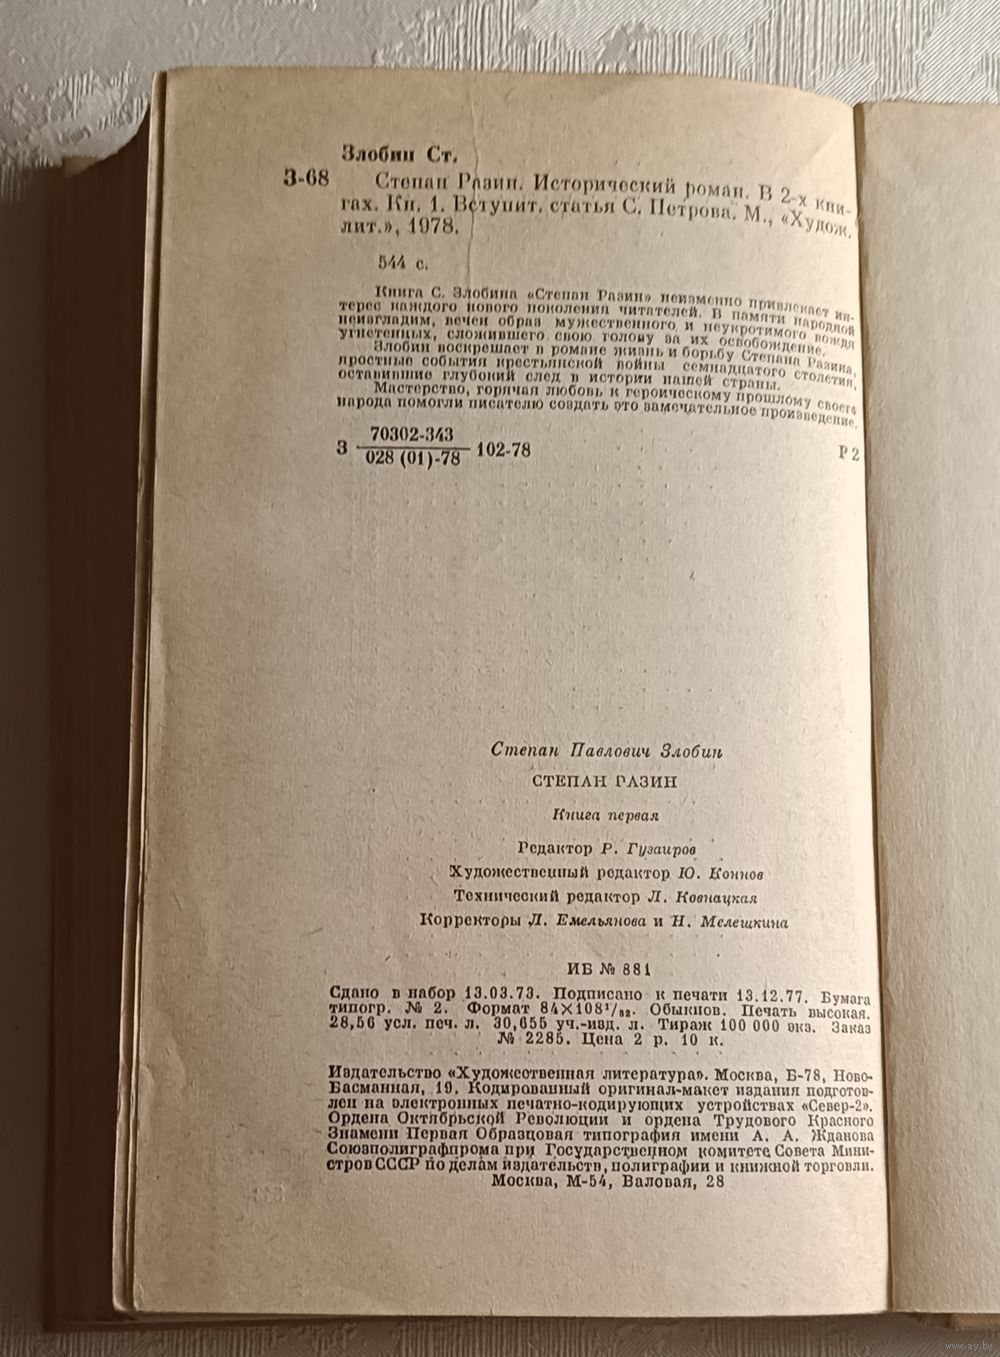 Злобин Ст.
З-68
Степан Разин. Исторический роман. В 2-х кни-
гах. Кн. 1. Вступит. статья С. Петрова. М., «Худож.
лит.», 1978.
544 с.
Книга С. Злобина «Степан Разин» неизменно привлекает ин-
терес каждого нового поколения читателей. В памяти народной
неизгладим, вечен образ мужественного и неукротимого вождя
угнетенных, сложившего свою голову за их освобождение.
Злобин воскрешает в романе жизнь и борьбу Степана Разина,
яростные события крестьянской войны семнадцатого столетия,
оставившие глубокий след в истории нашей страны.
Мастерство, горячая любовь к героическому прошлому своего
народа помогли писателю создать это замечательное произведение.
70302-343
З 028 (01)-78 102-78 Р 2
Степан Павлович Злобин
СТЕПАН РАЗИН
Книга первая
Редактор Р. Гузаиров
Художественный редактор Ю. Коннов
Технический редактор Л. Ковнацкая
Корректоры Л. Емельянова и Н. Мелешкина
ИБ № 881
Сдано в набор 13.03.73. Подписано к печати 13.12.77. Бумага
типогр. № 2. Формат 84×108¹/₃₂. Обыкнов. Печать высокая.
28,56 усл. печ. л. 30,655 уч.-изд. л. Тираж 100 000 экз. Заказ
№ 2285. Цена 2 р. 10 к.
Издательство «Художественная литература». Москва, Б-78, Ново-
Басманная, 19. Кодированный оригинал-макет издания подготов-
лен на электронных печатно-кодирующих устройствах «Север-2».
Ордена Октябрьской Революции и ордена Трудового Красного
Знамени Первая Образцовая типография имени А. А. Жданова
Союзполиграфпрома при Государственном комитете Совета Мини-
стров СССР по делам издательств, полиграфии и книжной торговли.
Москва, М-54, Валовая, 28
www.ay.by